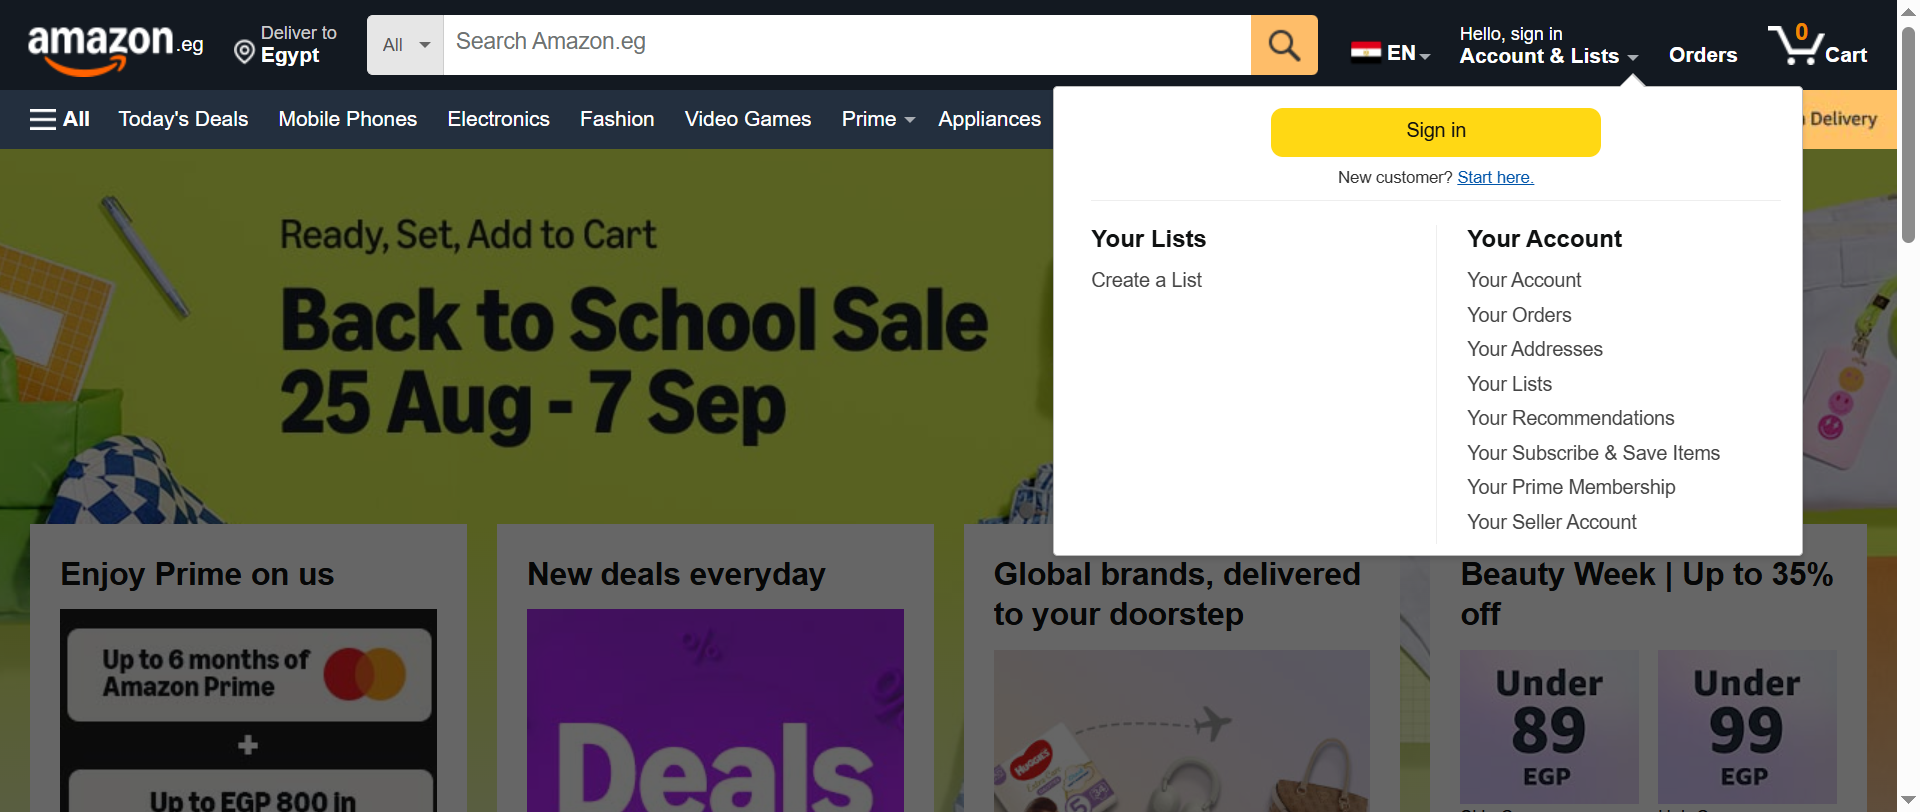 amazon.eg
Deliver to
Egypt
All
Search Amazon.eg
EN
Hello, sign in
Account & Lists
Orders
0
Cart
All
Today's Deals
Mobile Phones
Electronics
Fashion
Video Games
Prime
Appliances
Delivery
Sign in
New customer? Start here.
Your Lists
Create a List
Your Account
Your Account
Your Orders
Your Addresses
Your Lists
Your Recommendations
Your Subscribe & Save Items
Your Prime Membership
Your Seller Account
Ready, Set, Add to Cart
Back to School Sale
25 Aug - 7 Sep
Enjoy Prime on us
Up to 6 months of
Amazon Prime
+
Up to EGP 800 in
New deals everyday
%
%
Deals
Global brands, delivered
to your doorstep
HUGGIES
Extra Care
5
Beauty Week | Up to 35%
off
Under
89
EGP
Under
99
EGP